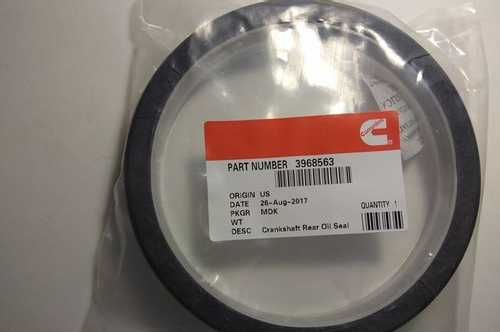 Cummins
PART NUMBER 3968563
ORIGIN US
DATE 26-Aug-2017
PKGR MDK
QUANTITY 1
WT
DESC Crankshaft Rear Oil Seal